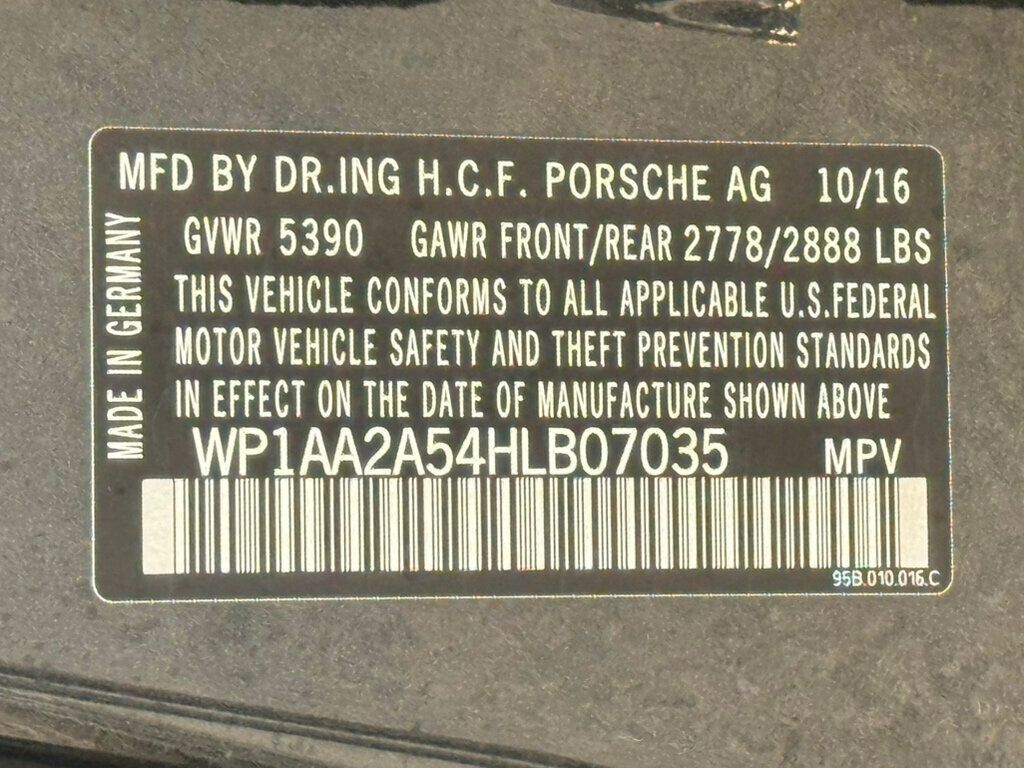 MFD BY DR.ING H.C.F. PORSCHE AG 10/16
GVWR 5390 GAWR FRONT/REAR 2778/2888 LBS
THIS VEHICLE CONFORMS TO ALL APPLICABLE U.S.FEDERAL
MOTOR VEHICLE SAFETY AND THEFT PREVENTION STANDARDS
IN EFFECT ON THE DATE OF MANUFACTURE SHOWN ABOVE
WP1AA2A54HLB07035 MPV
95B.010.016.C
MADE IN GERMANY